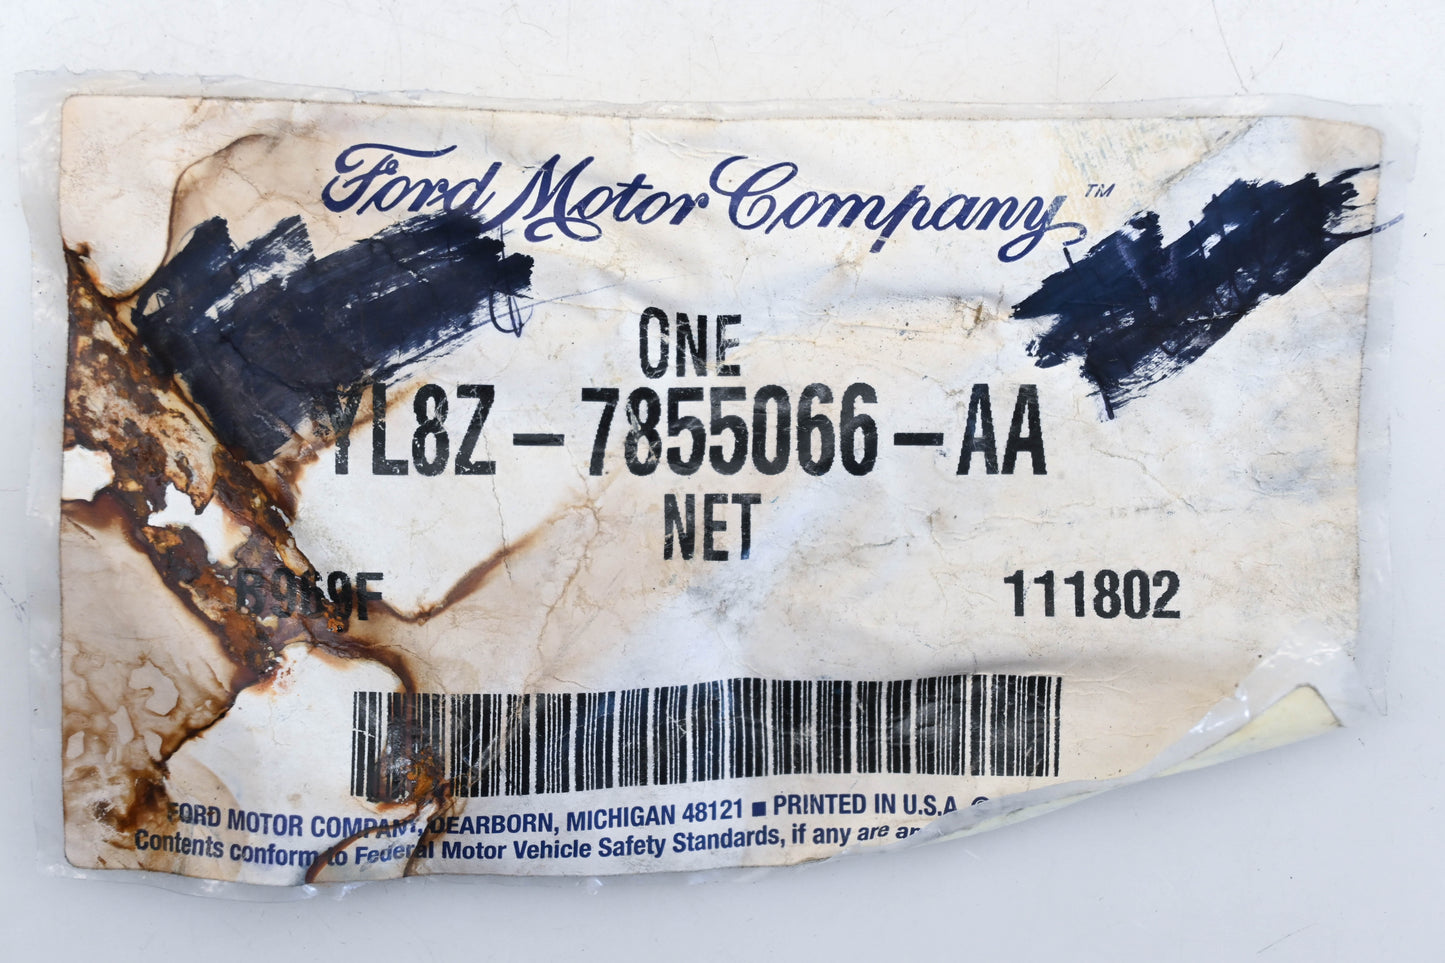 Ford Motor Company™
ONE
YL8Z-7855066-AA
NET
B969F 111802
FORD MOTOR COMPANY, DEARBORN, MICHIGAN 48121 ■ PRINTED IN U.S.A. ©
Contents conform to Federal Motor Vehicle Safety Standards, if any are